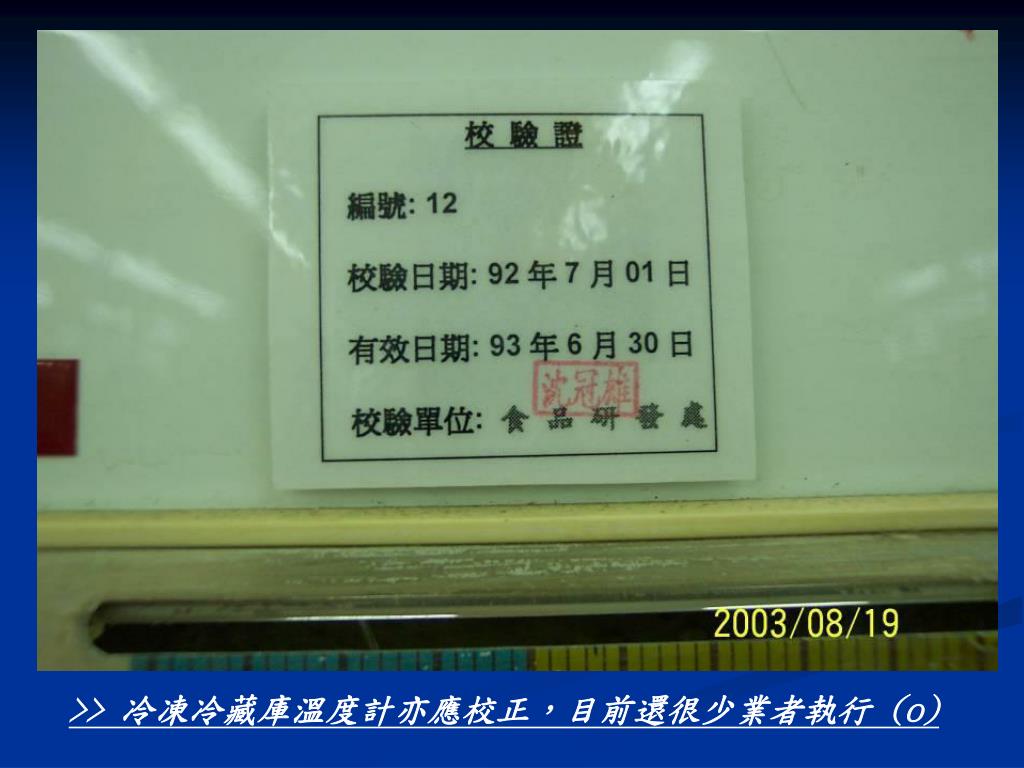 校驗證
編號: 12
校驗日期: 92 年 7 月 01 日
有效日期: 93 年 6 月 30 日
沈冠雄
校驗單位: 食品研發處
2003/08/19
>> 冷凍冷藏庫溫度計亦應校正，目前還很少業者執行 (o)